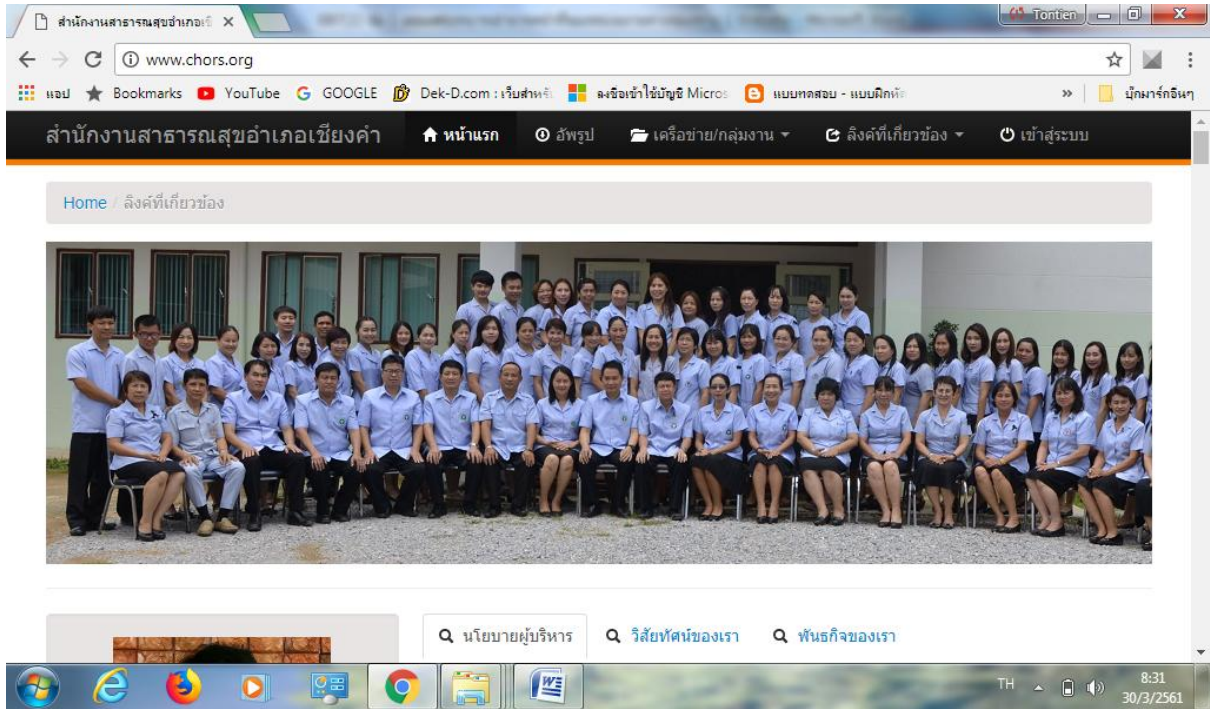 สำนักงานสาธารณสุขอำเภอเชี
Tontien
www.chors.org
แอป Bookmarks YouTube GOOGLE Dek-D.com : เว็บสำหรั ลงชื่อเข้าใช้บัญชี Micros แบบทดสอบ - แบบฝึกหั » บุ๊กมาร์กอื่นๆ
สำนักงานสาธารณสุขอำเภอเชียงคำ หน้าแรก อัพรูป เครือข่าย/กลุ่มงาน ลิงค์ที่เกี่ยวข้อง เข้าสู่ระบบ
Home / ลิงค์ที่เกี่ยวข้อง
นโยบายผู้บริหาร วิสัยทัศน์ของเรา พันธกิจของเรา
TH 8:31
30/3/2561